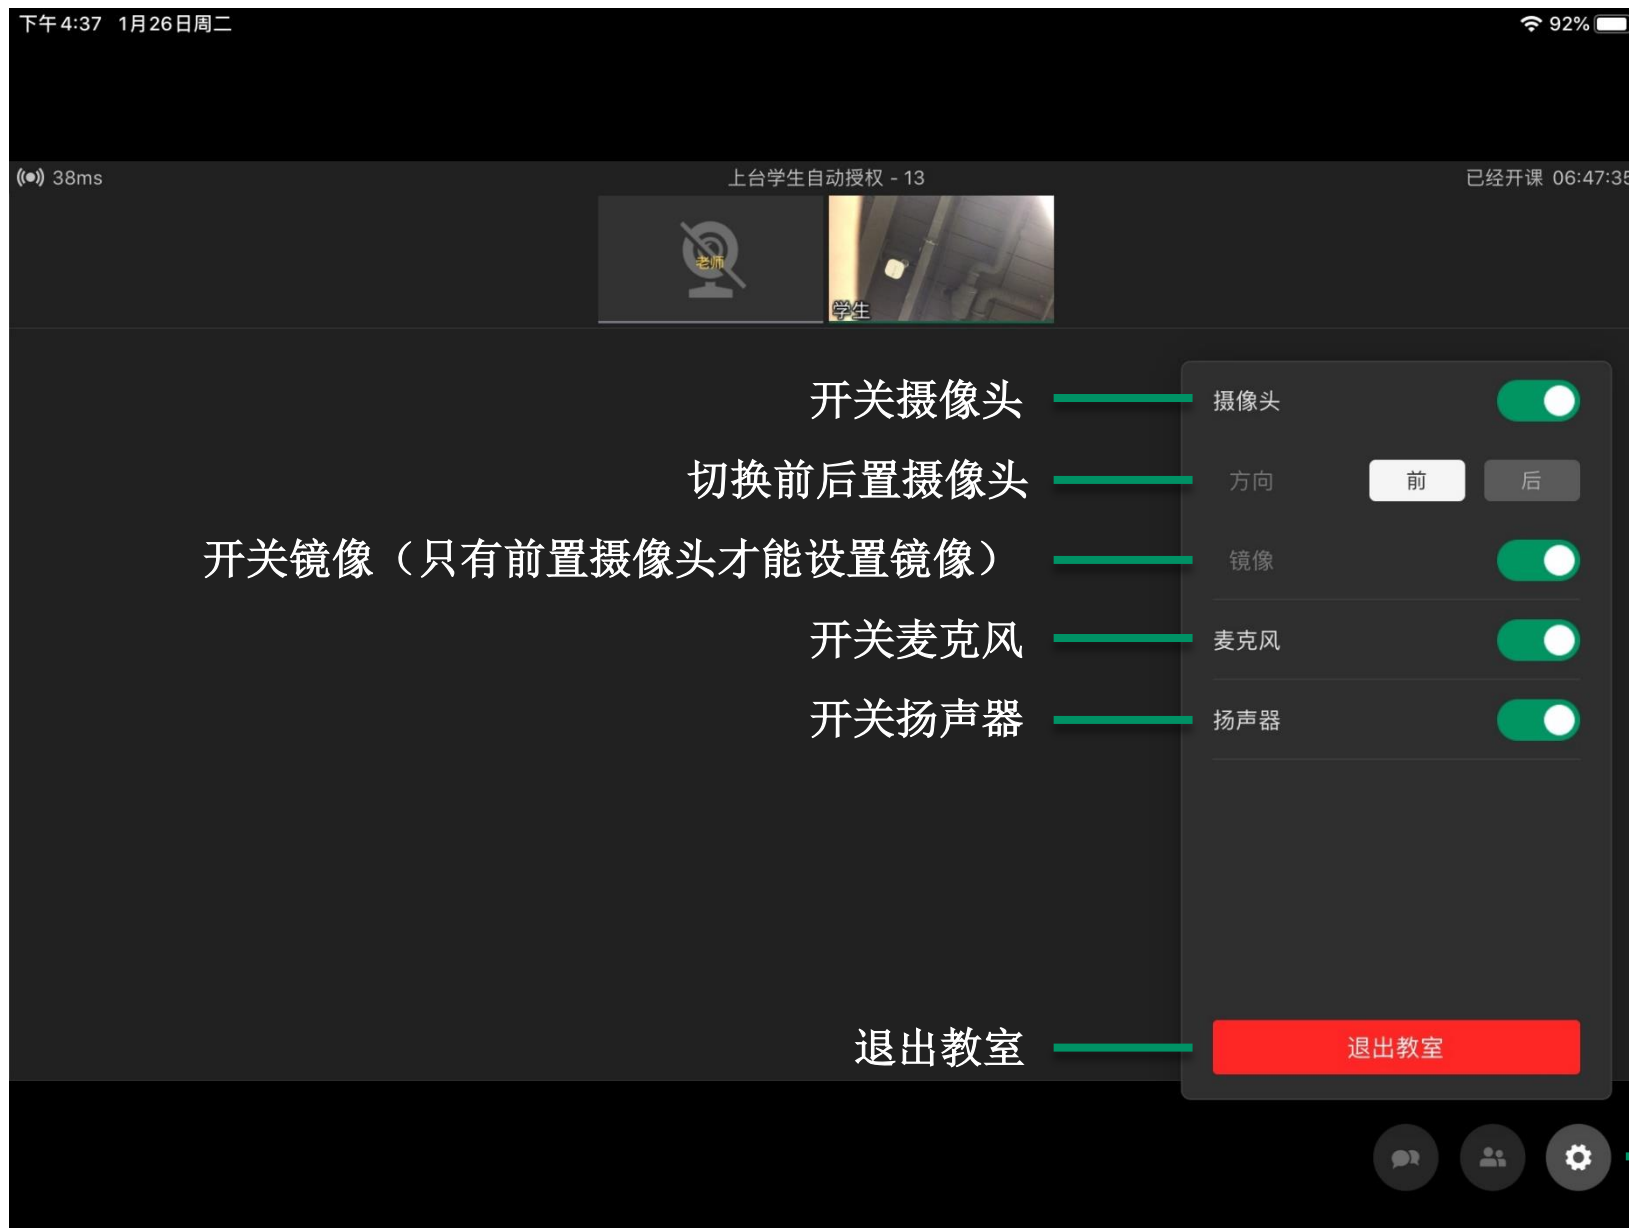 下午4:37 1月26日周二
92%
38ms
上台学生自动授权 - 13
已经开课 06:47:35
老师
学生
开关摄像头
摄像头
切换前后置摄像头
方向
前
后
开关镜像（只有前置摄像头才能设置镜像）
镜像
开关麦克风
麦克风
开关扬声器
扬声器
退出教室
退出教室